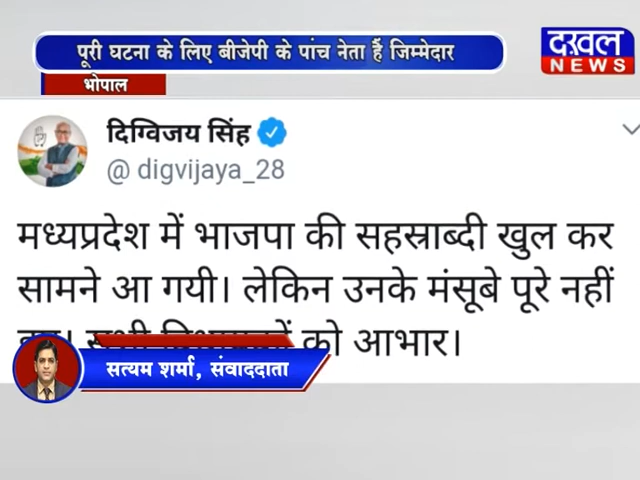 पूरी घटना के लिए बीजेपी के पांच नेता हैं जिम्मेदार
भोपाल
दख़ल
NEWS
दिग्विजय सिंह
@ digvijaya_28
मध्यप्रदेश में भाजपा की सहस्राब्दी खुल कर
सामने आ गयी। लेकिन उनके मंसूबे पूरे नहीं
को आभार।
सत्यम शर्मा, संवाददाता